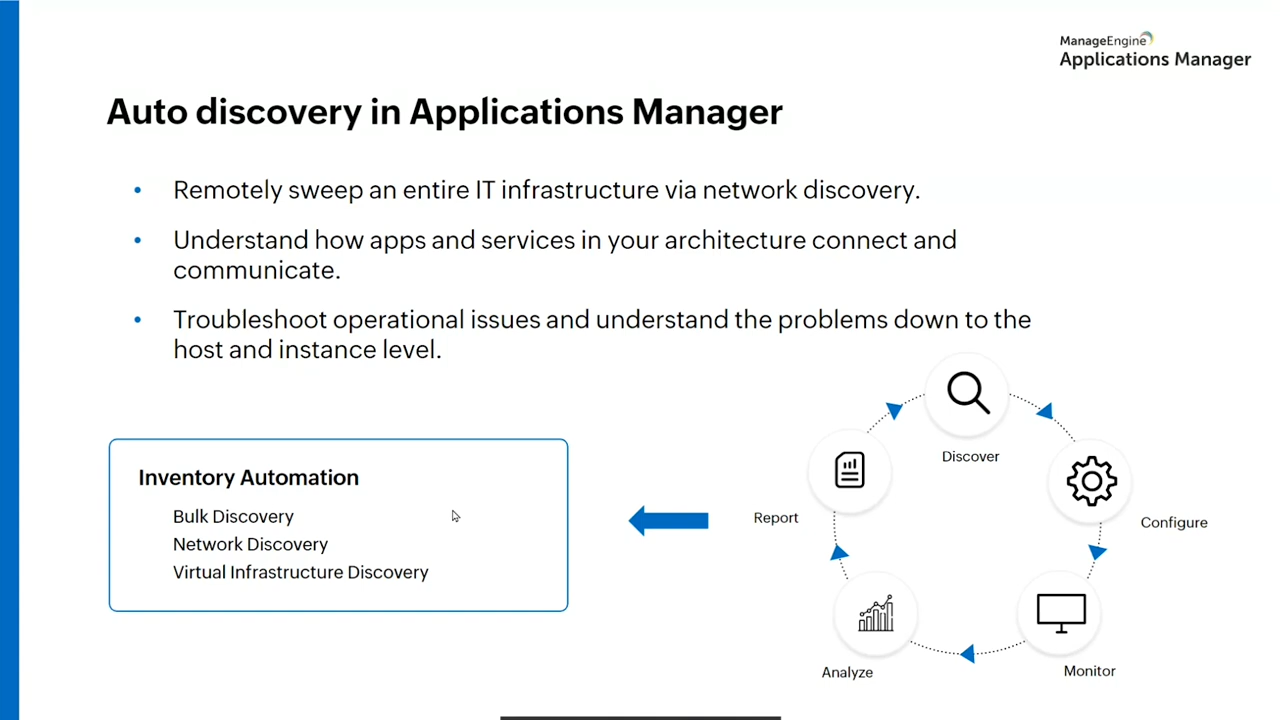 ManageEngine
Applications Manager
Auto discovery in Applications Manager
• Remotely sweep an entire IT infrastructure via network discovery.
• Understand how apps and services in your architecture connect and
communicate.
• Troubleshoot operational issues and understand the problems down to the
host and instance level.
Inventory Automation
Bulk Discovery
Network Discovery
Virtual Infrastructure Discovery
Discover
Configure
Monitor
Analyze
Report